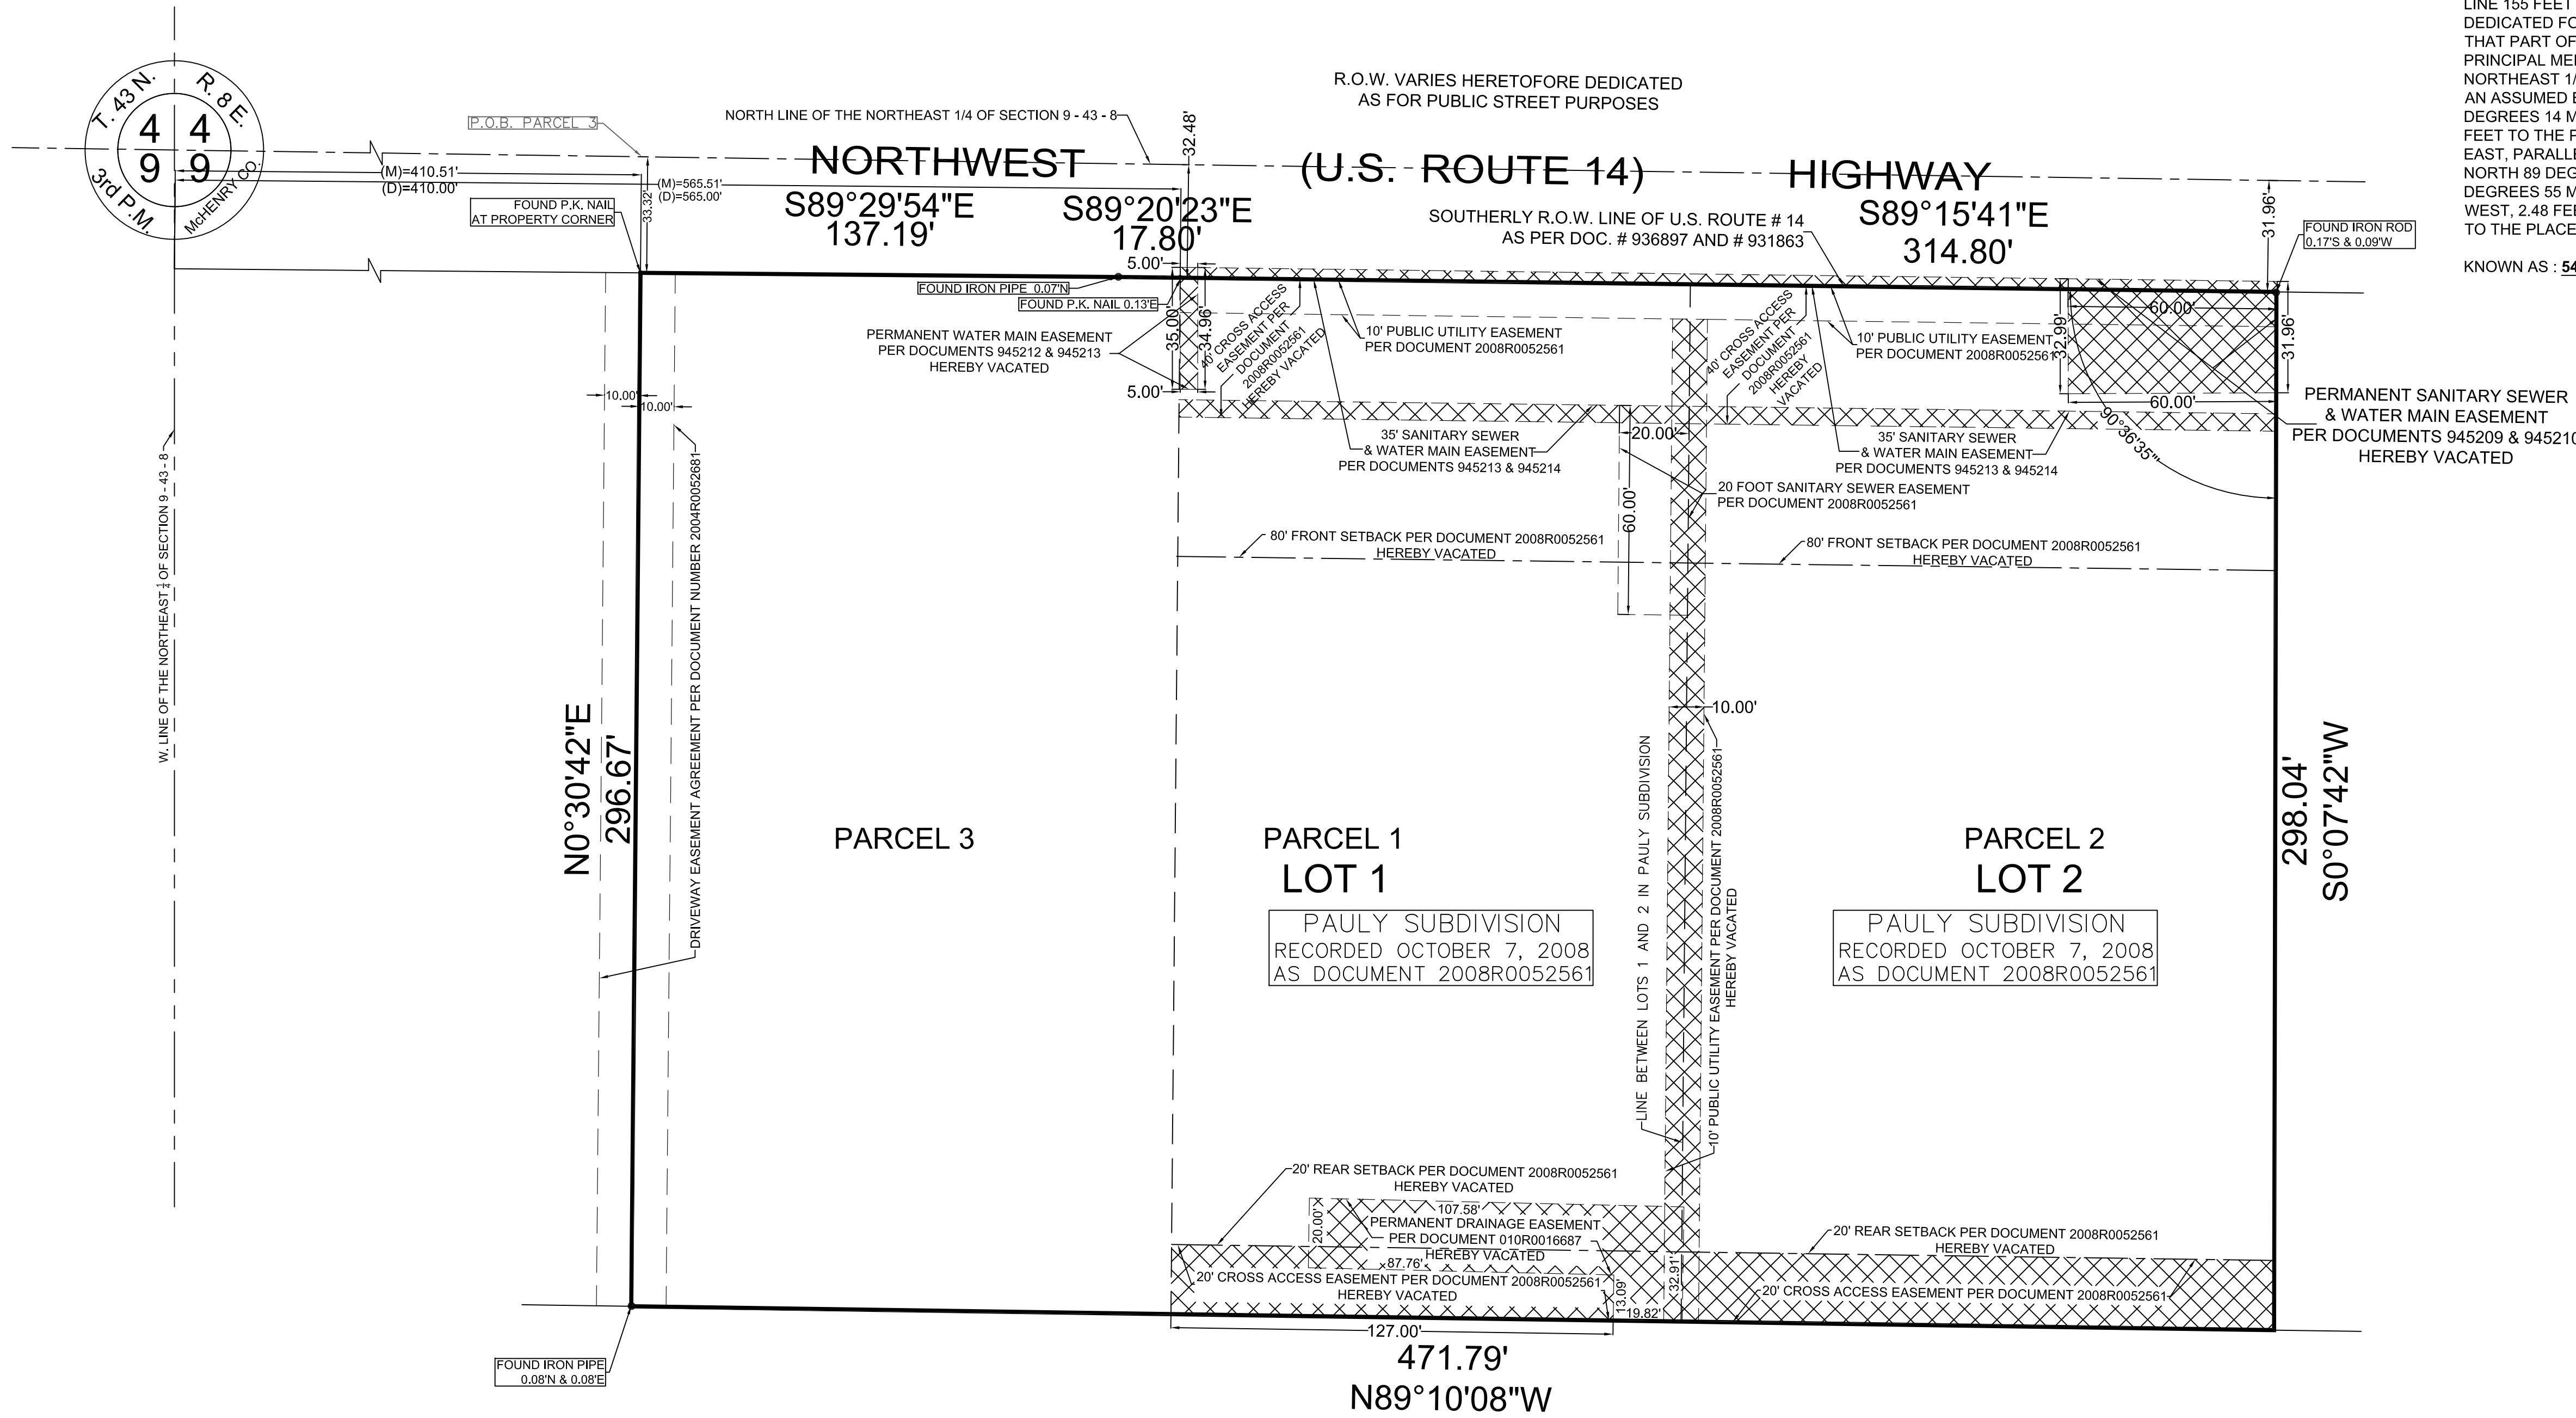 T. 43 N.
R. 8 E.
4 4
9 9
3rd P.M.
McHENRY CO.
P.O.B. PARCEL 3
NORTH LINE OF THE NORTHEAST 1/4 OF SECTION 9 - 43 - 8
R.O.W. VARIES HERETOFORE DEDICATED
AS FOR PUBLIC STREET PURPOSES
NORTHWEST (U.S. ROUTE 14) HIGHWAY
(M)=410.51'
(D)=410.00'
(M)=565.51'
(D)=565.00'
33.32'
32.48'
31.96'
FOUND P.K. NAIL
AT PROPERTY CORNER
S89°29'54"E
137.19'
S89°20'23"E
17.80'
SOUTHERLY R.O.W. LINE OF U.S. ROUTE # 14
AS PER DOC. # 936897 AND # 931863
S89°15'41"E
314.80'
FOUND IRON ROD
0.17'S & 0.09'W
LINE 155 FEET
DEDICATED FO
THAT PART OF
PRINCIPAL ME
NORTHEAST 1/
AN ASSUMED
DEGREES 14 M
FEET TO THE P
EAST, PARALLE
NORTH 89 DEG
DEGREES 55 M
WEST, 2.48 FEE
TO THE PLACE
KNOWN AS : 54
5.00'
FOUND IRON PIPE 0.07'N
FOUND P.K. NAIL 0.13'E
PERMANENT WATER MAIN EASEMENT
PER DOCUMENTS 945212 & 945213
HEREBY VACATED
35.00'
34.96'
5.00'
40' CROSS ACCESS
EASEMENT PER
DOCUMENT
2008R0052561
HEREBY VACATED
10' PUBLIC UTILITY EASEMENT
PER DOCUMENT 2008R0052561
40' CROSS ACCESS
EASEMENT PER
DOCUMENT
2008R0052561
HEREBY
VACATED
10' PUBLIC UTILITY EASEMENT
PER DOCUMENT 2008R0052561
60.00'
32.99'
31.96'
60.00'
90°36'35"
PERMANENT SANITARY SEWER
& WATER MAIN EASEMENT
PER DOCUMENTS 945209 & 945210
HEREBY VACATED
10.00'
10.00'
35' SANITARY SEWER
& WATER MAIN EASEMENT
PER DOCUMENTS 945213 & 945214
20.00'
35' SANITARY SEWER
& WATER MAIN EASEMENT
PER DOCUMENTS 945213 & 945214
20 FOOT SANITARY SEWER EASEMENT
PER DOCUMENT 2008R0052561
60.00'
80' FRONT SETBACK PER DOCUMENT 2008R0052561
HEREBY VACATED
80' FRONT SETBACK PER DOCUMENT 2008R0052561
HEREBY VACATED
W. LINE OF THE NORTHEAST 1/4 OF SECTION 9 - 43 - 8
DRIVEWAY EASEMENT AGREEMENT PER DOCUMENT NUMBER 2004R0052681
N0°30'42"E
296.67'
10.00'
LINE BETWEEN LOTS 1 AND 2 IN PAULY SUBDIVISION
10' PUBLIC UTILITY EASEMENT PER DOCUMENT 2008R0052561
HEREBY VACATED
298.04'
S0°07'42"W
PARCEL 3
PARCEL 1
LOT 1
PAULY SUBDIVISION
RECORDED OCTOBER 7, 2008
AS DOCUMENT 2008R0052561
PARCEL 2
LOT 2
PAULY SUBDIVISION
RECORDED OCTOBER 7, 2008
AS DOCUMENT 2008R0052561
20' REAR SETBACK PER DOCUMENT 2008R0052561
HEREBY VACATED
107.58'
20.00'
PERMANENT DRAINAGE EASEMENT
PER DOCUMENT 010R0016687
HEREBY VACATED
87.76'
20' CROSS ACCESS EASEMENT PER DOCUMENT 2008R0052561
HEREBY VACATED
13.09'
32.91'
19.82'
20' REAR SETBACK PER DOCUMENT 2008R0052561
HEREBY VACATED
20' CROSS ACCESS EASEMENT PER DOCUMENT 2008R0052561
127.00'
471.79'
N89°10'08"W
FOUND IRON PIPE
0.08'N & 0.08'E